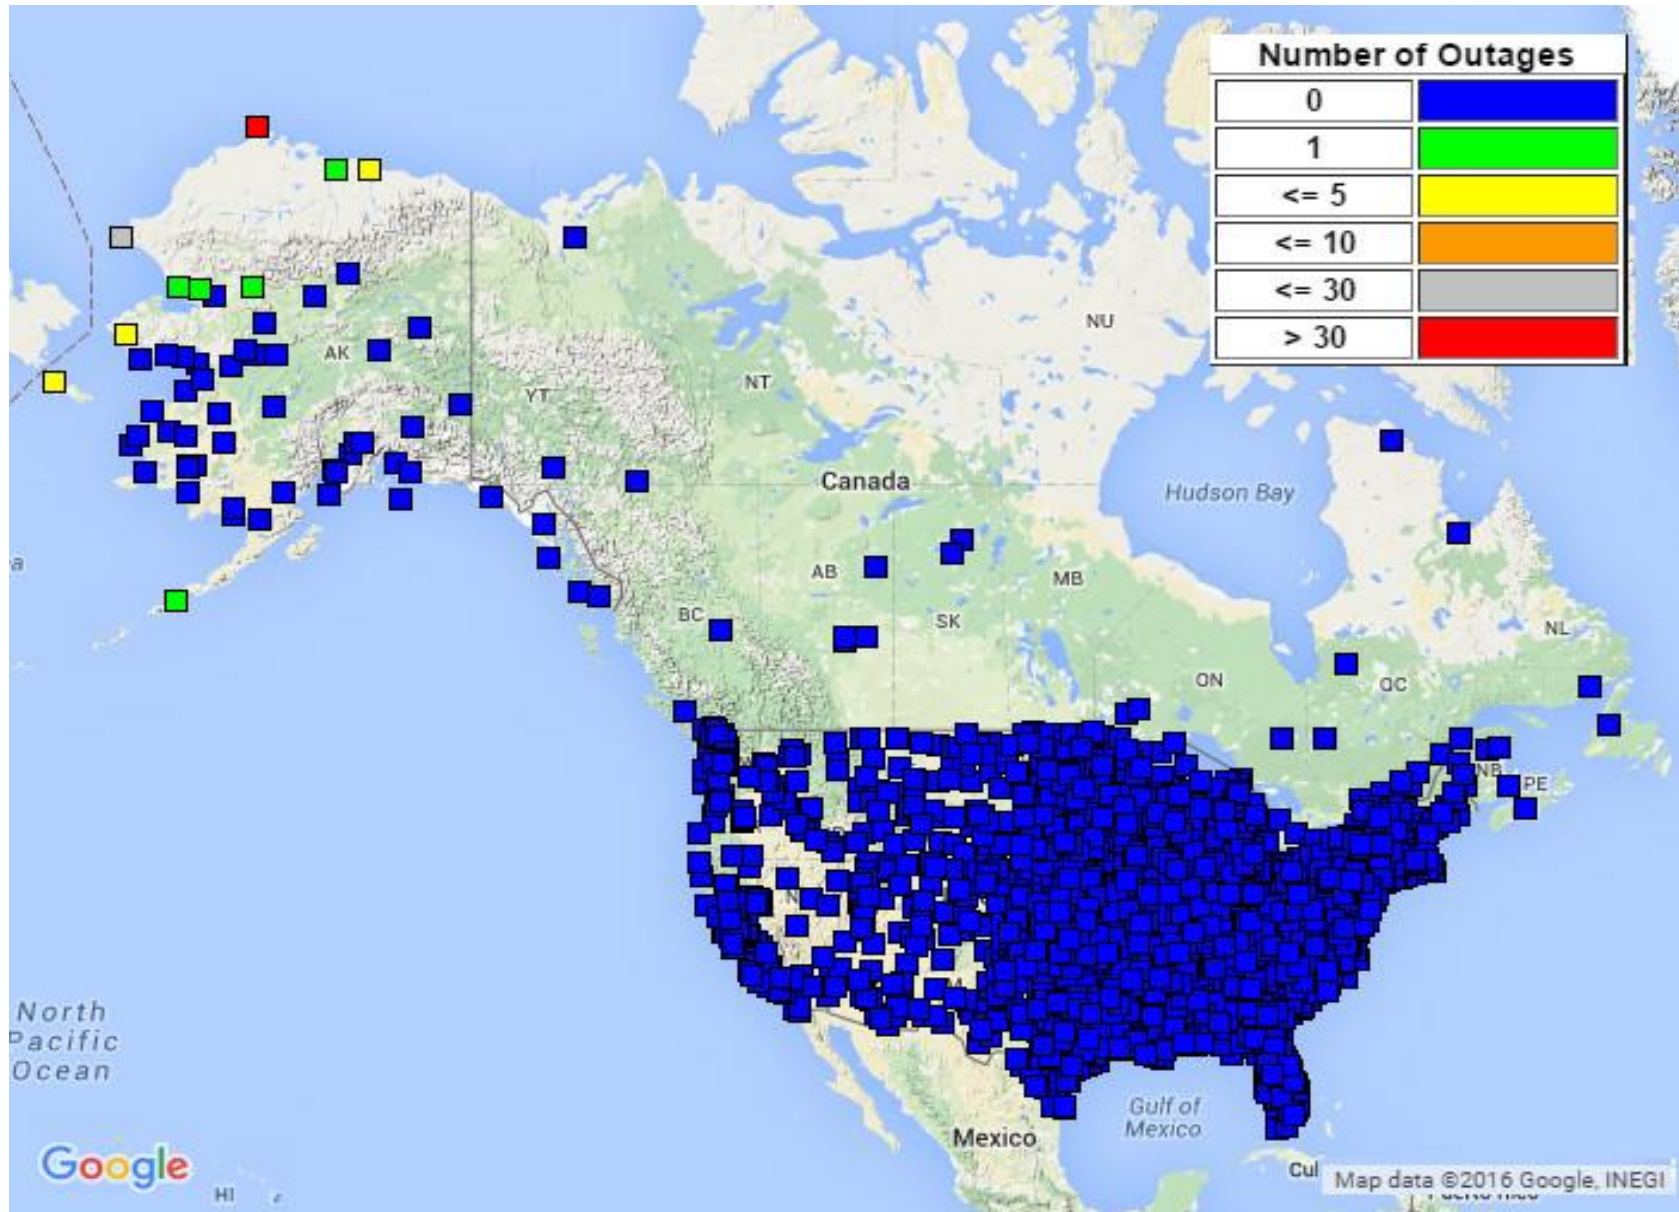 Number of Outages
0
1
<= 5
<= 10
<= 30
> 30
NU
AK
NT
YT
Canada
Hudson Bay
AB
MB
BC
SK
NL
ON
QC
NB
PE
North
Pacific
Ocean
Gulf of
Mexico
Mexico
Google
HI
Cul
Map data ©2016 Google, INEGI